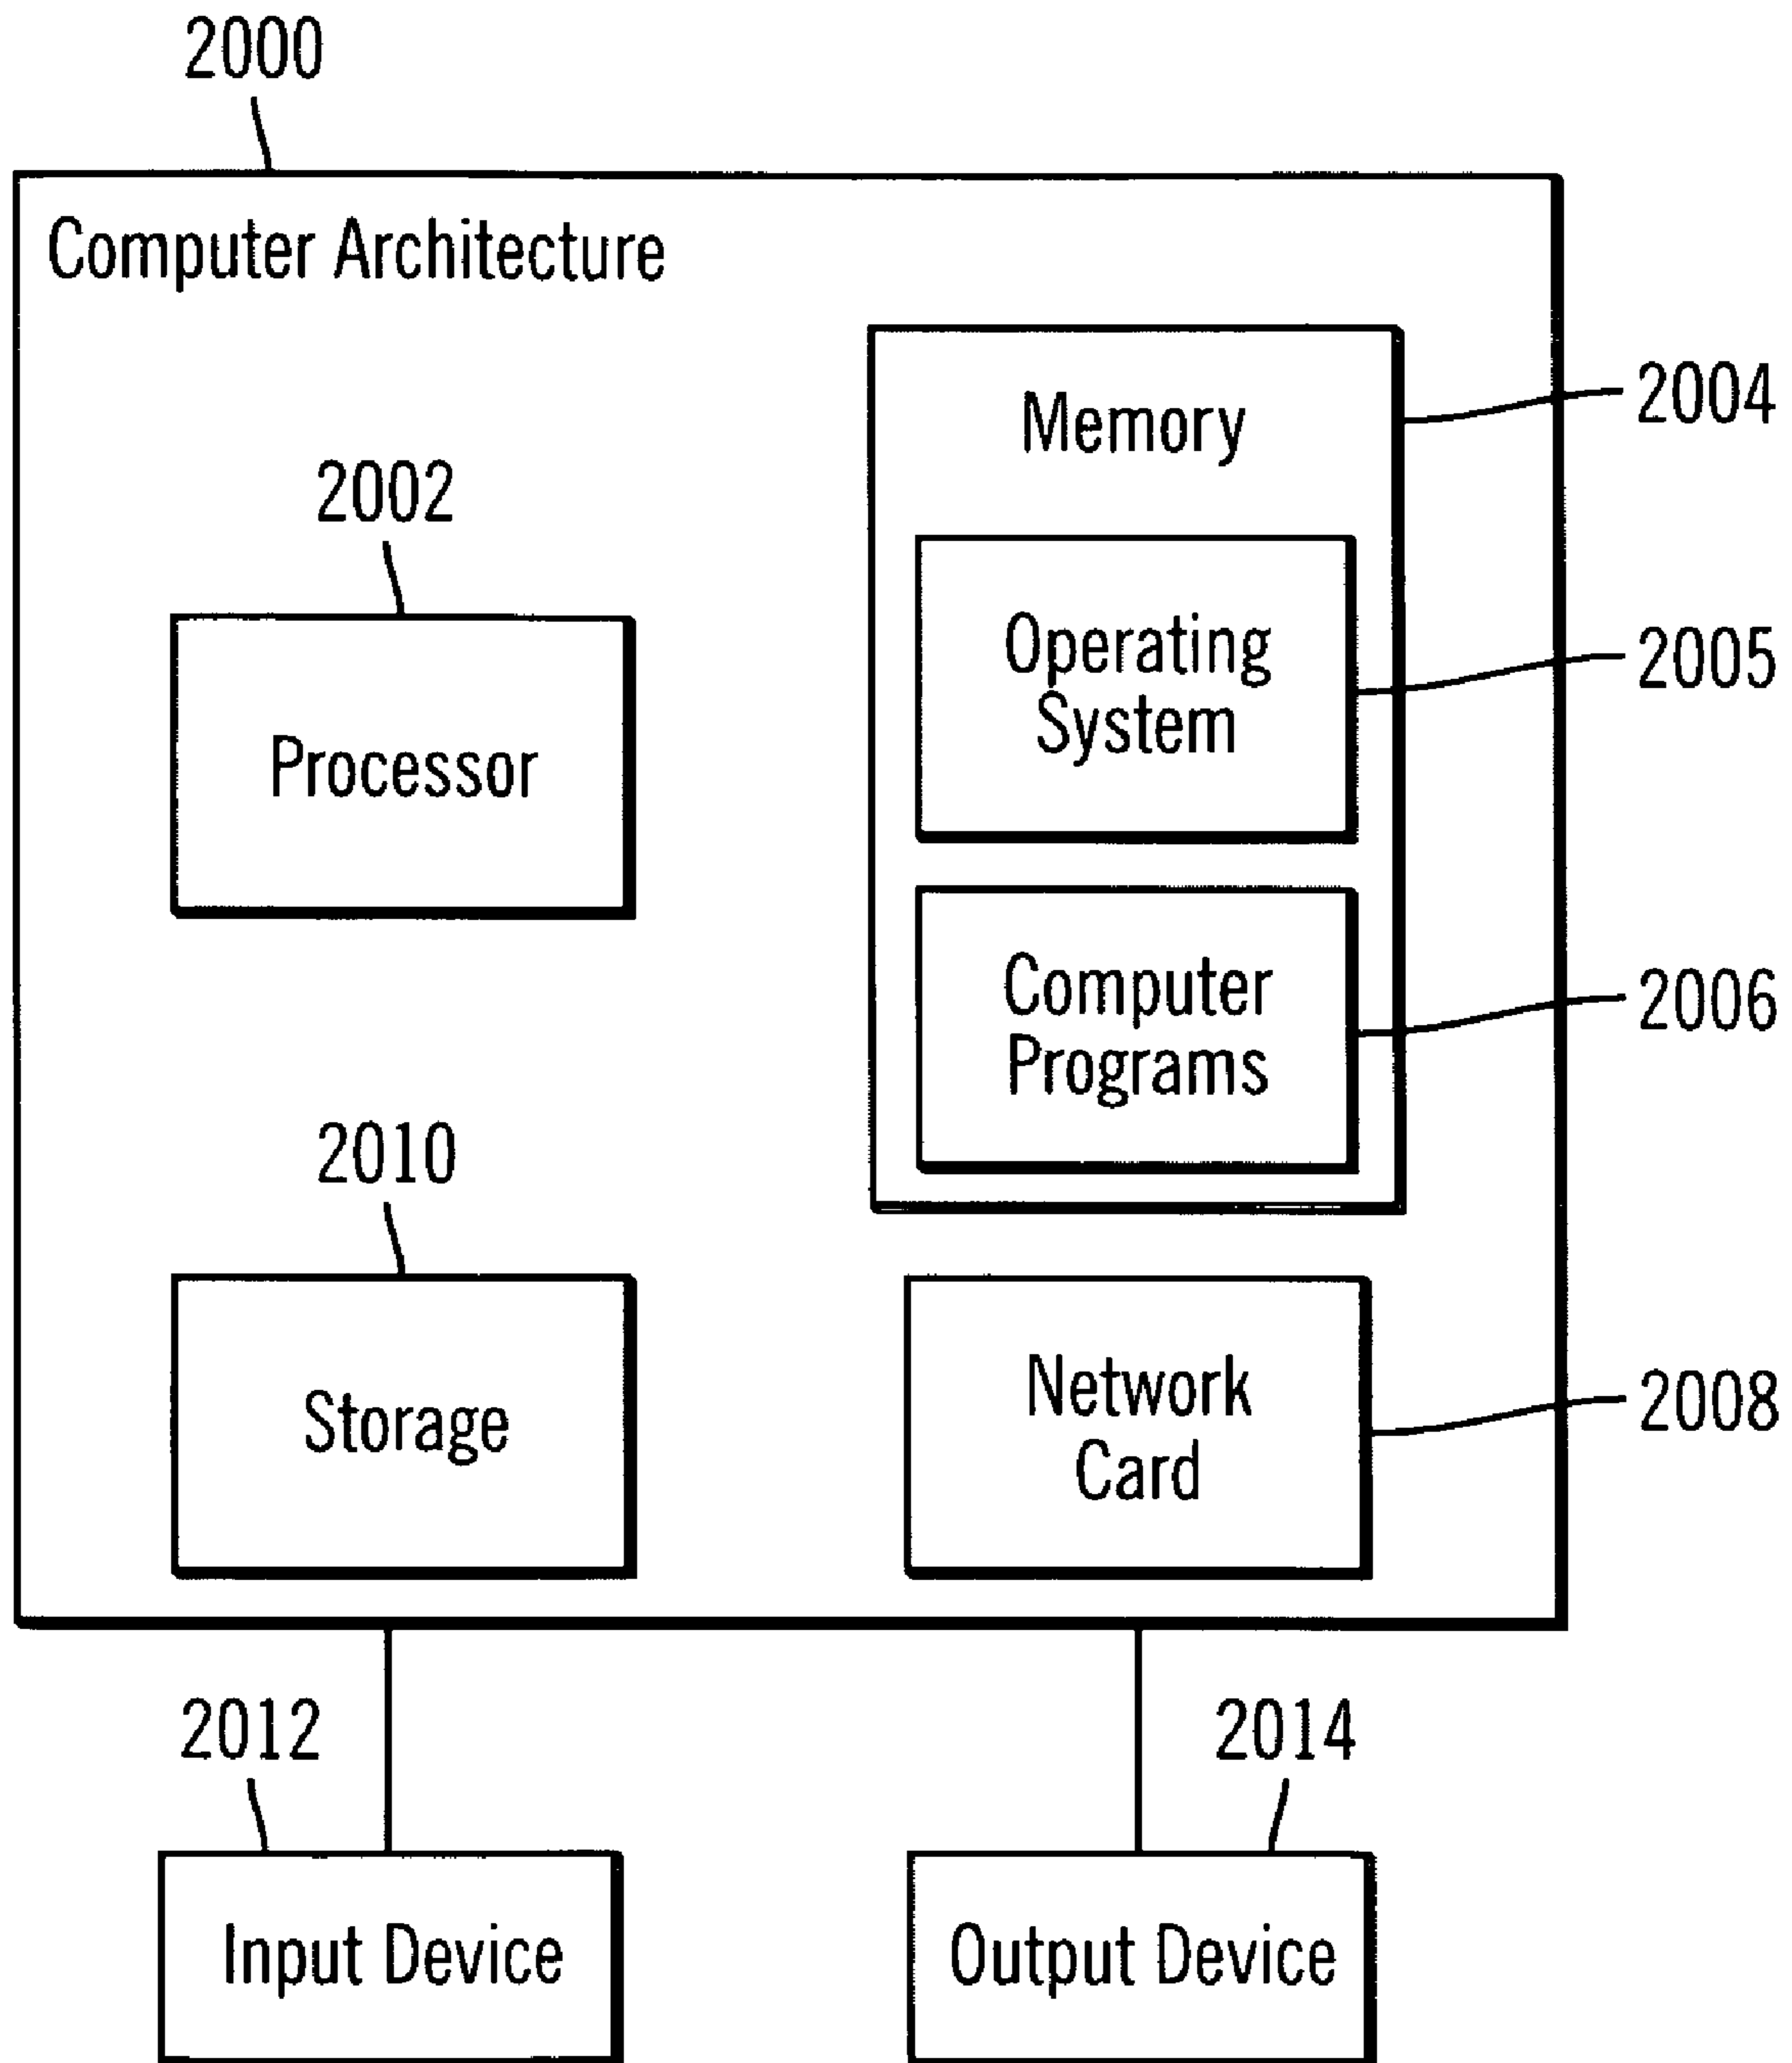 2000
Computer Architecture
Memory
2004
2002
Operating
System
2005
Processor
Computer
Programs
2006
2010
Storage
Network
Card
2008
2012
2014
Input Device
Output Device